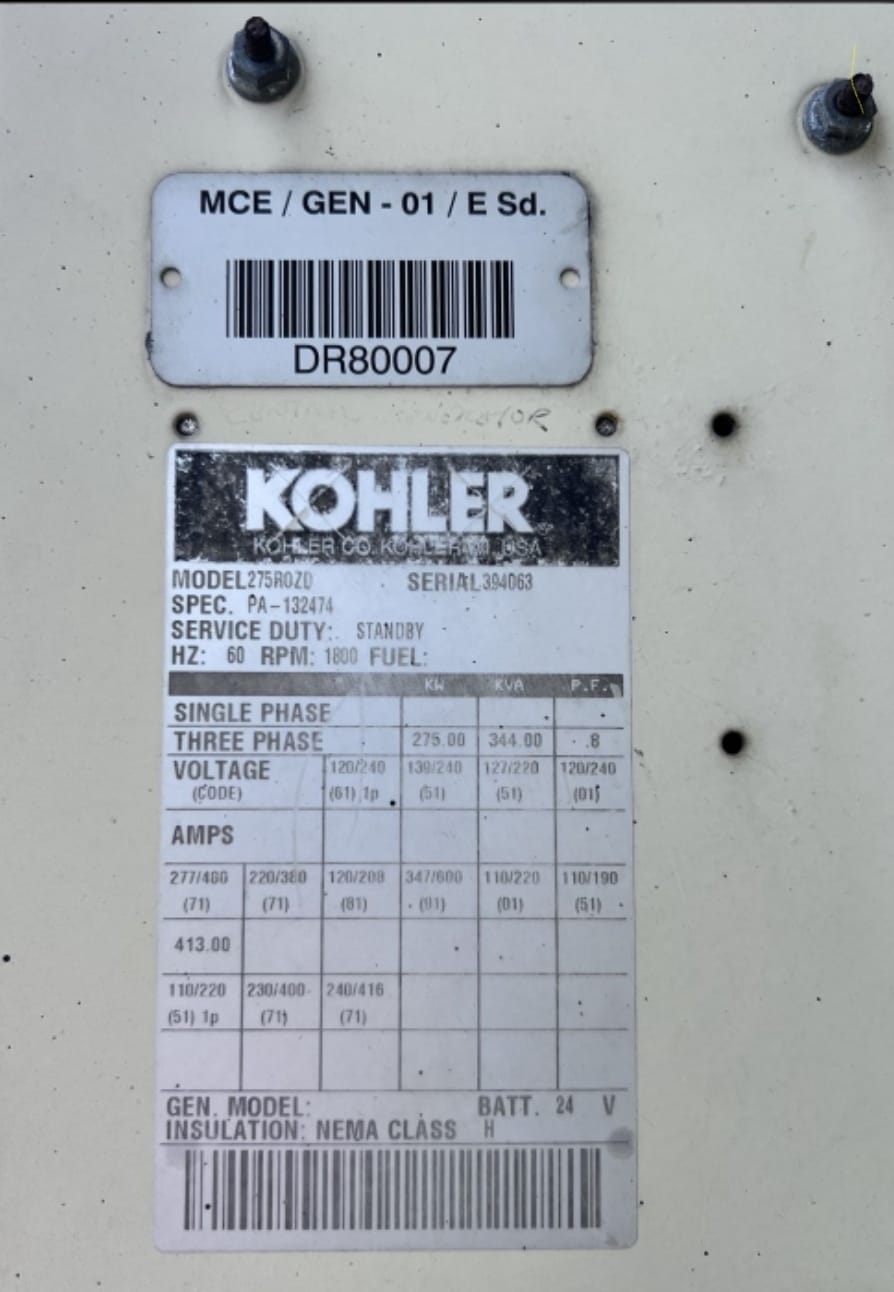 MCE / GEN - 01 / E Sd.
DR80007
KOHLER
KOHLER CO. KOHLER, WI. USA
MODEL 275ROZD SERIAL 394063
SPEC. PA-132474
SERVICE DUTY: STANDBY
HZ: 60 RPM: 1800 FUEL:
KW KVA P.F.
SINGLE PHASE
THREE PHASE 275.00 344.00 .8
VOLTAGE 120/240 139/240 127/220 120/240
(CODE) (61) 1p (51) (51) (01)
AMPS
277/480 220/380 120/208 347/600 110/220 110/190
(71) (71) (81) (91) (01) (51)
413.00
110/220 230/400 240/416
(51) 1p (71) (71)
GEN. MODEL: BATT. 24 V
INSULATION: NEMA CLASS H